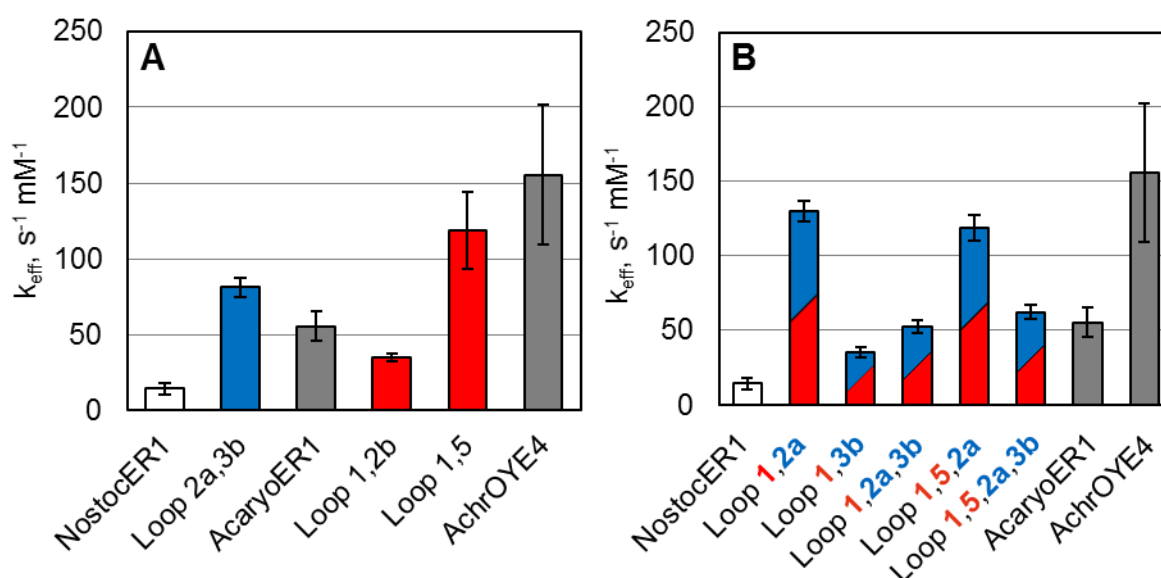 A
k_eff, s⁻¹ mM⁻¹
250
200
150
100
50
0
NostocER1
Loop 2a,3b
AcaryoER1
Loop 1,2b
Loop 1,5
AchrOYE4
B
k_eff, s⁻¹ mM⁻¹
250
200
150
100
50
0
NostocER1
Loop 1,2a
Loop 1,3b
Loop 1,2a,3b
Loop 1,5,2a
Loop 1,5,2a,3b
AcaryoER1
AchrOYE4